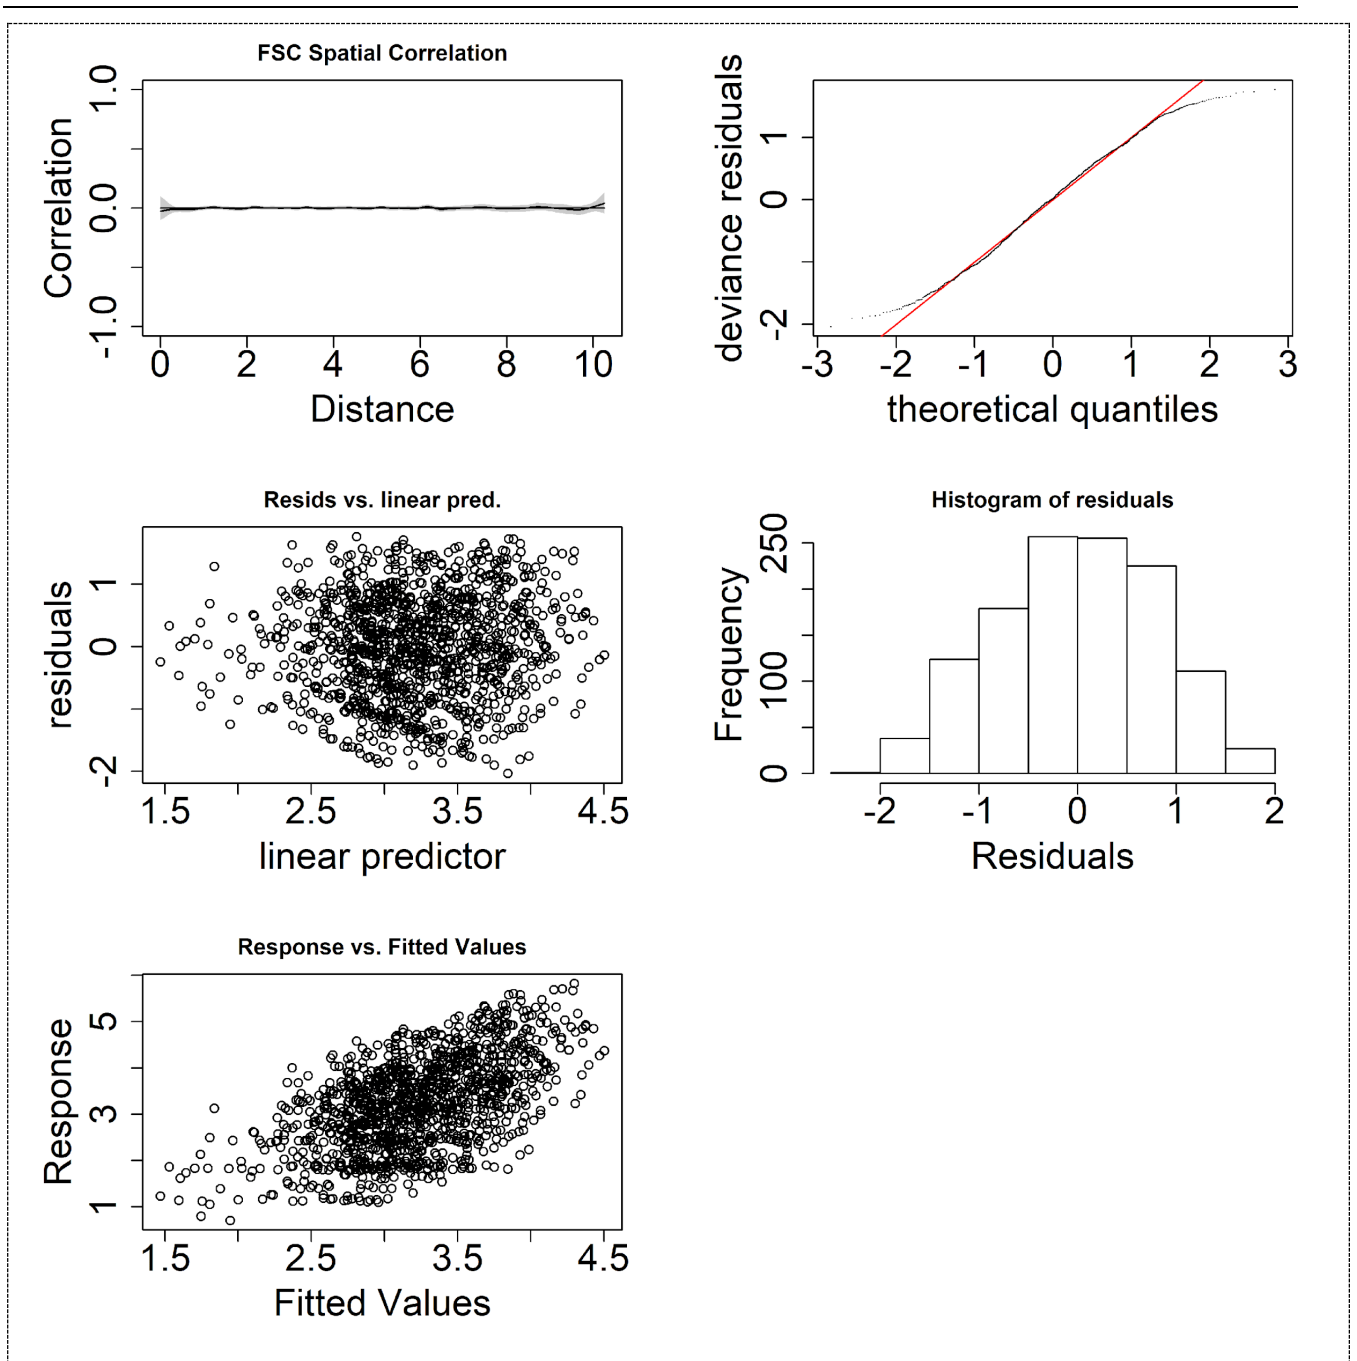 FSC Spatial Correlation
Correlation
1.0
0.0
-1.0
0 2 4 6 8 10
Distance
deviance residuals
1
0
-2
-3 -2 -1 0 1 2 3
theoretical quantiles
Resids vs. linear pred.
residuals
1
0
-2
1.5 2.5 3.5 4.5
linear predictor
Histogram of residuals
Frequency
250
100
0
-2 -1 0 1 2
Residuals
Response vs. Fitted Values
Response
5
3
1
1.5 2.5 3.5 4.5
Fitted Values